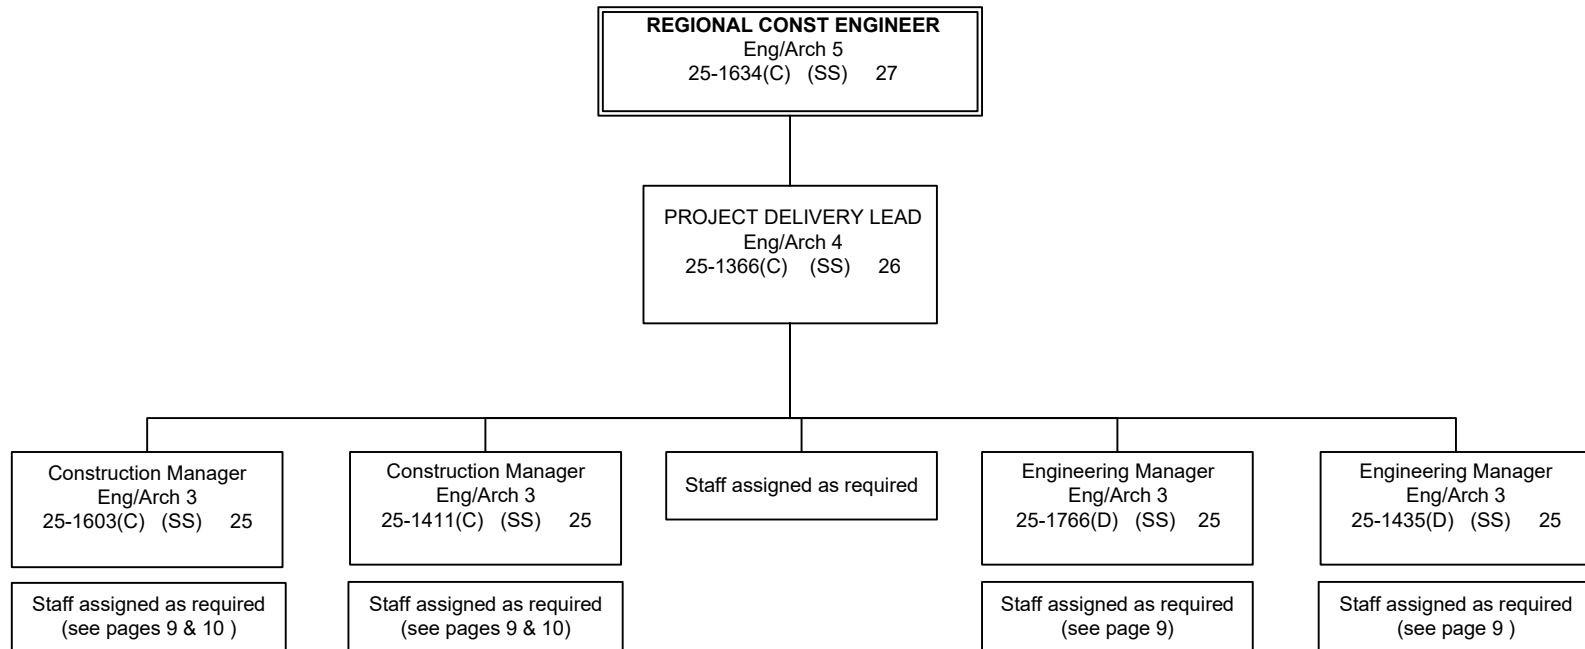 REGIONAL CONST ENGINEER
Eng/Arch 5
25-1634(C) (SS) 27
PROJECT DELIVERY LEAD
Eng/Arch 4
25-1366(C) (SS) 26
Construction Manager
Eng/Arch 3
25-1603(C) (SS) 25
Staff assigned as required
(see pages 9 & 10 )
Construction Manager
Eng/Arch 3
25-1411(C) (SS) 25
Staff assigned as required
(see pages 9 & 10)
Staff assigned as required
Engineering Manager
Eng/Arch 3
25-1766(D) (SS) 25
Staff assigned as required
(see page 9)
Engineering Manager
Eng/Arch 3
25-1435(D) (SS) 25
Staff assigned as required
(see page 9 )